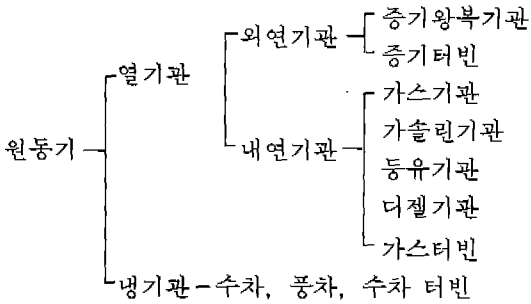 증기왕복기관
외연기관
증기터빈
열기관
가스기관
가솔린기관
원동기
내연기관
등유기관
디젤기관
가스터빈
냉기관 - 수차, 풍차, 수차 터빈